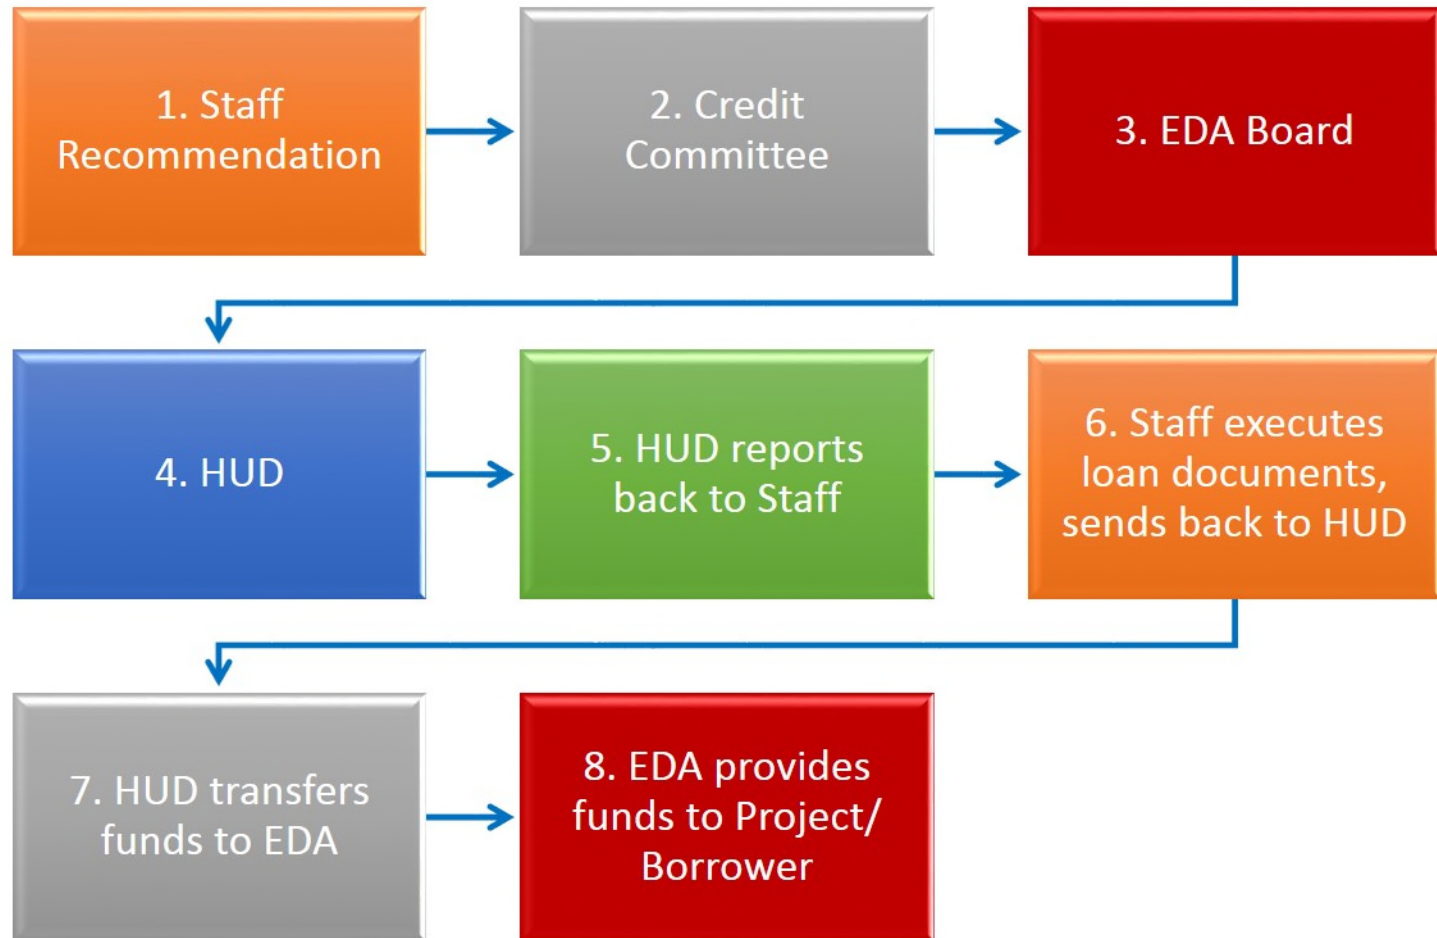 1. Staff
Recommendation
2. Credit
Committee
3. EDA Board
4. HUD
5. HUD reports
back to Staff
6. Staff executes
loan documents,
sends back to HUD
7. HUD transfers
funds to EDA
8. EDA provides
funds to Project/
Borrower